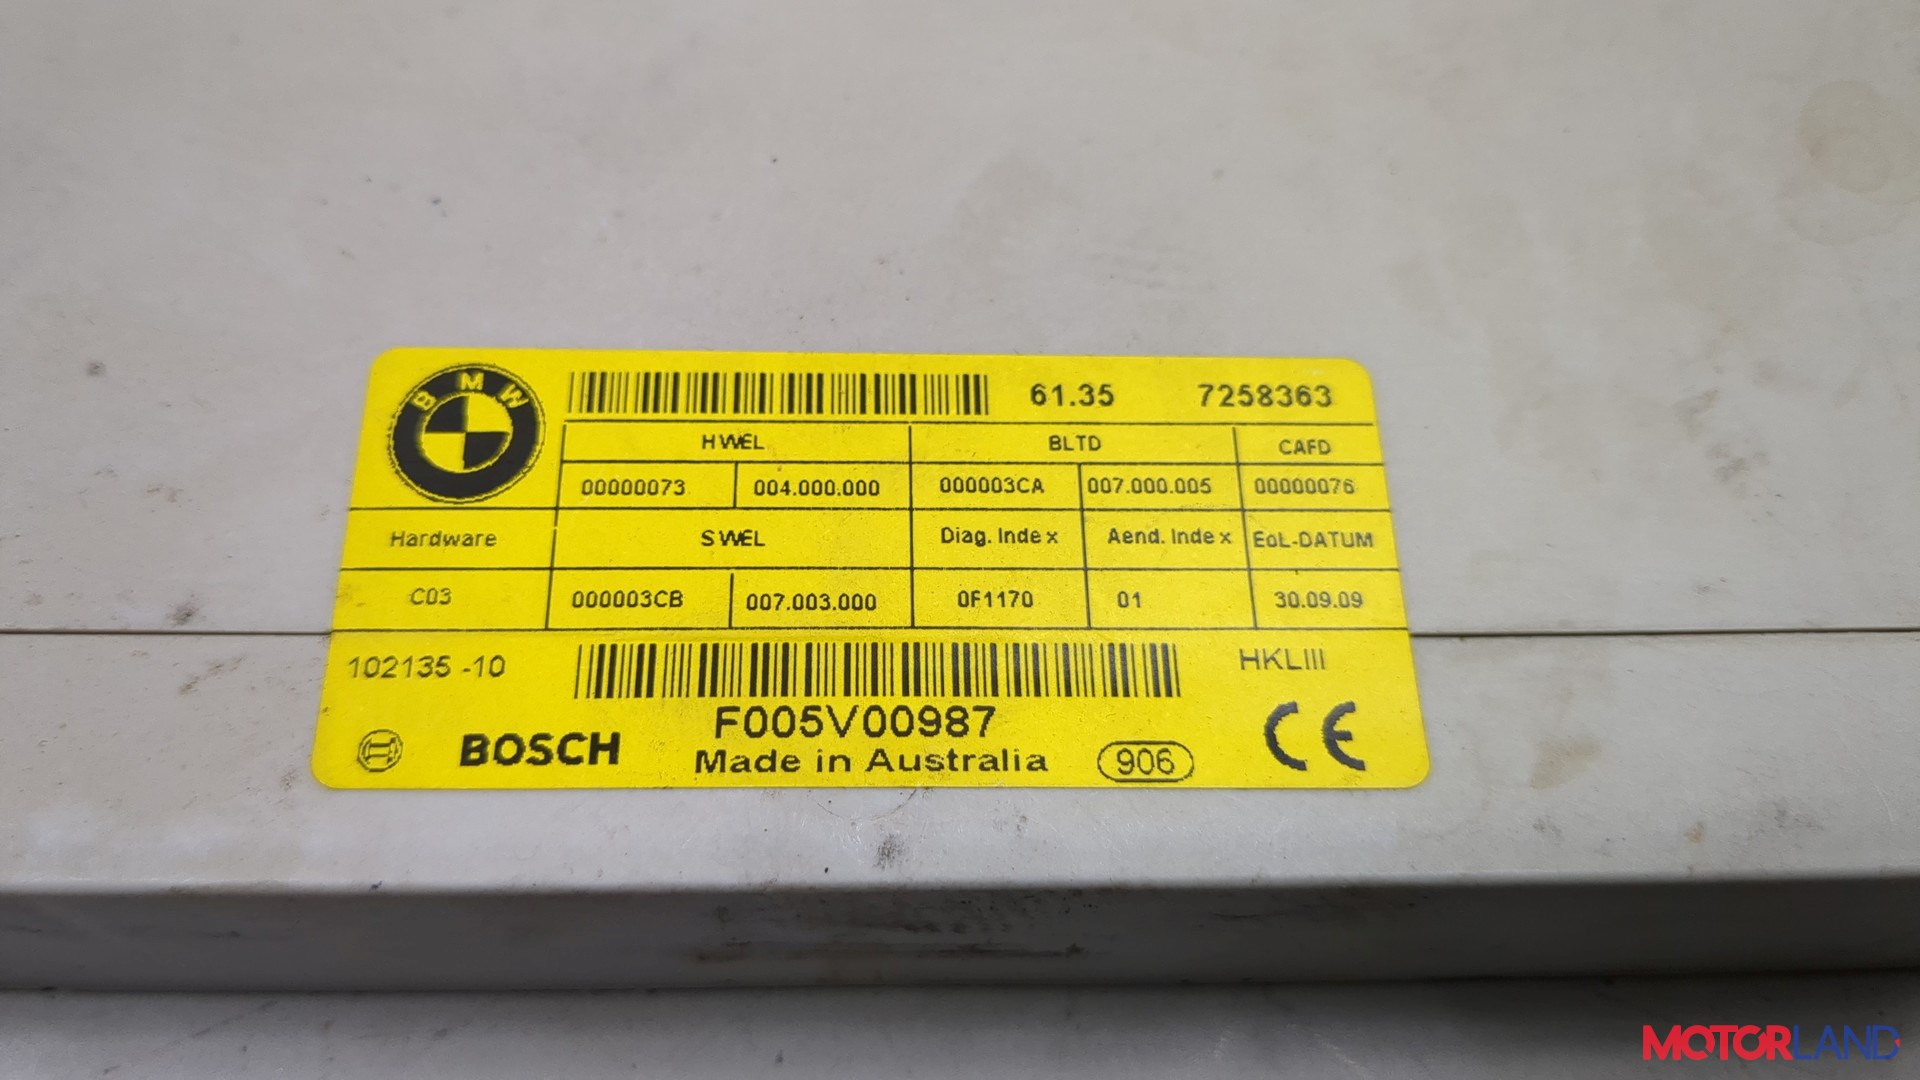 BMW 61.35 7258363
HWEL BLTD CAFD
00000073 004.000.000 000003CA 007.000.005 00000076
Hardware SWEL Diag. Index Aend. Index EoL-DATUM
C03 000003CB 007.003.000 0F1170 01 30.09.09
102135 -10 HKLIII
F005V00987
BOSCH Made in Australia 906 CE
MOTORLAND